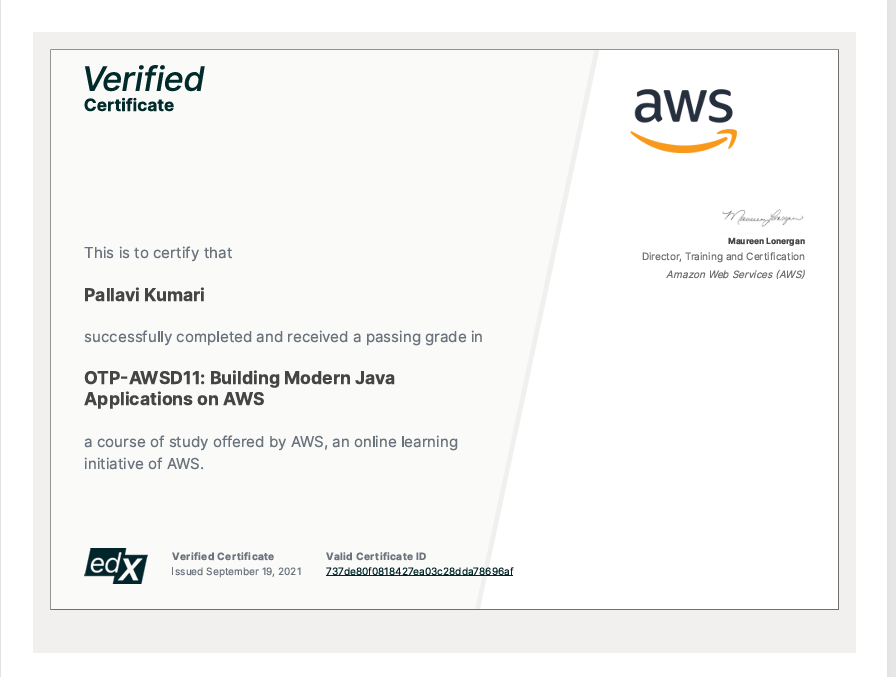 Verified
Certificate
aws
Maureen Lonergan
Maureen Lonergan
Director, Training and Certification
Amazon Web Services (AWS)
This is to certify that
Pallavi Kumari
successfully completed and received a passing grade in
OTP-AWSD11: Building Modern Java
Applications on AWS
a course of study offered by AWS, an online learning
initiative of AWS.
edX
Verified Certificate
Issued September 19, 2021
Valid Certificate ID
737de80f0818427ea03c28dda78696af